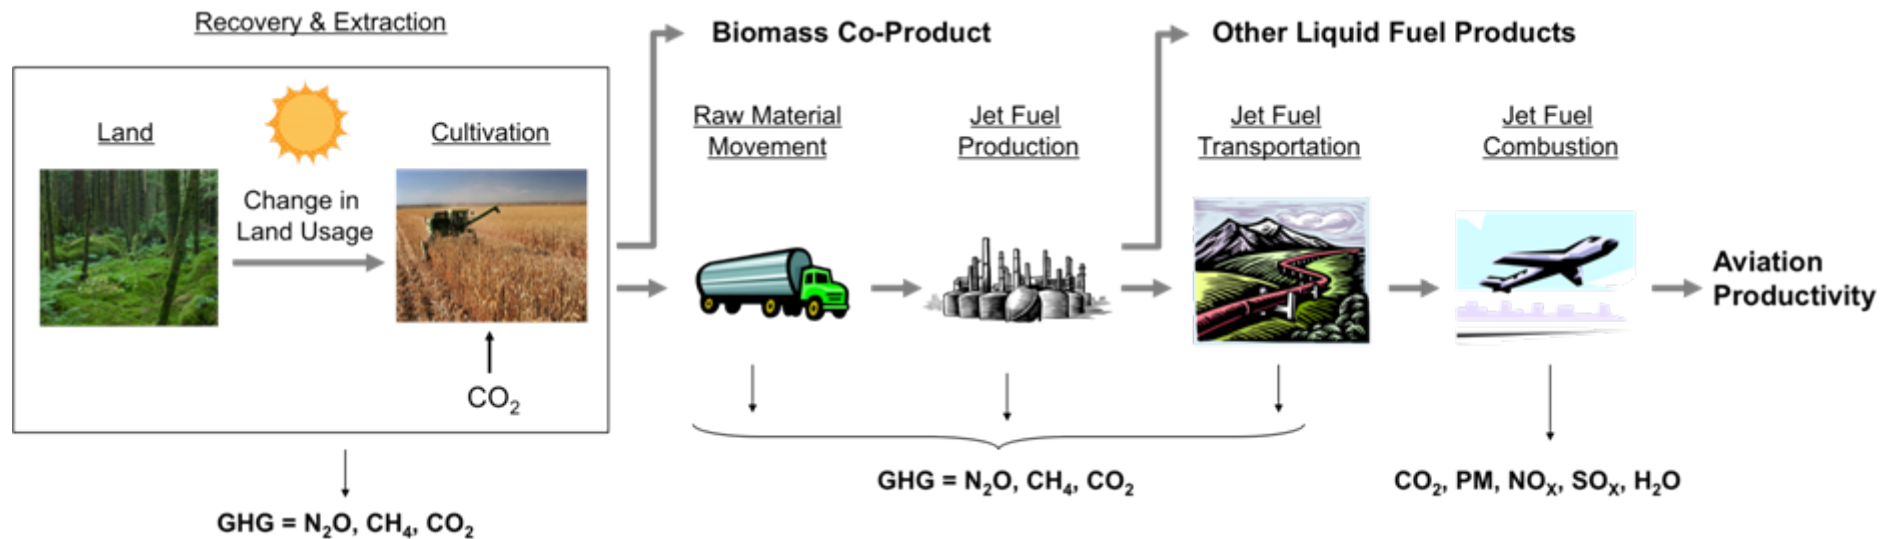 Recovery & Extraction
Biomass Co-Product
Other Liquid Fuel Products
Land
Cultivation
Change in
Land Usage
CO₂
Raw Material
Movement
Jet Fuel
Production
Jet Fuel
Transportation
Jet Fuel
Combustion
Aviation
Productivity
GHG = N₂O, CH₄, CO₂
GHG = N₂O, CH₄, CO₂
CO₂, PM, NOₓ, SOₓ, H₂O